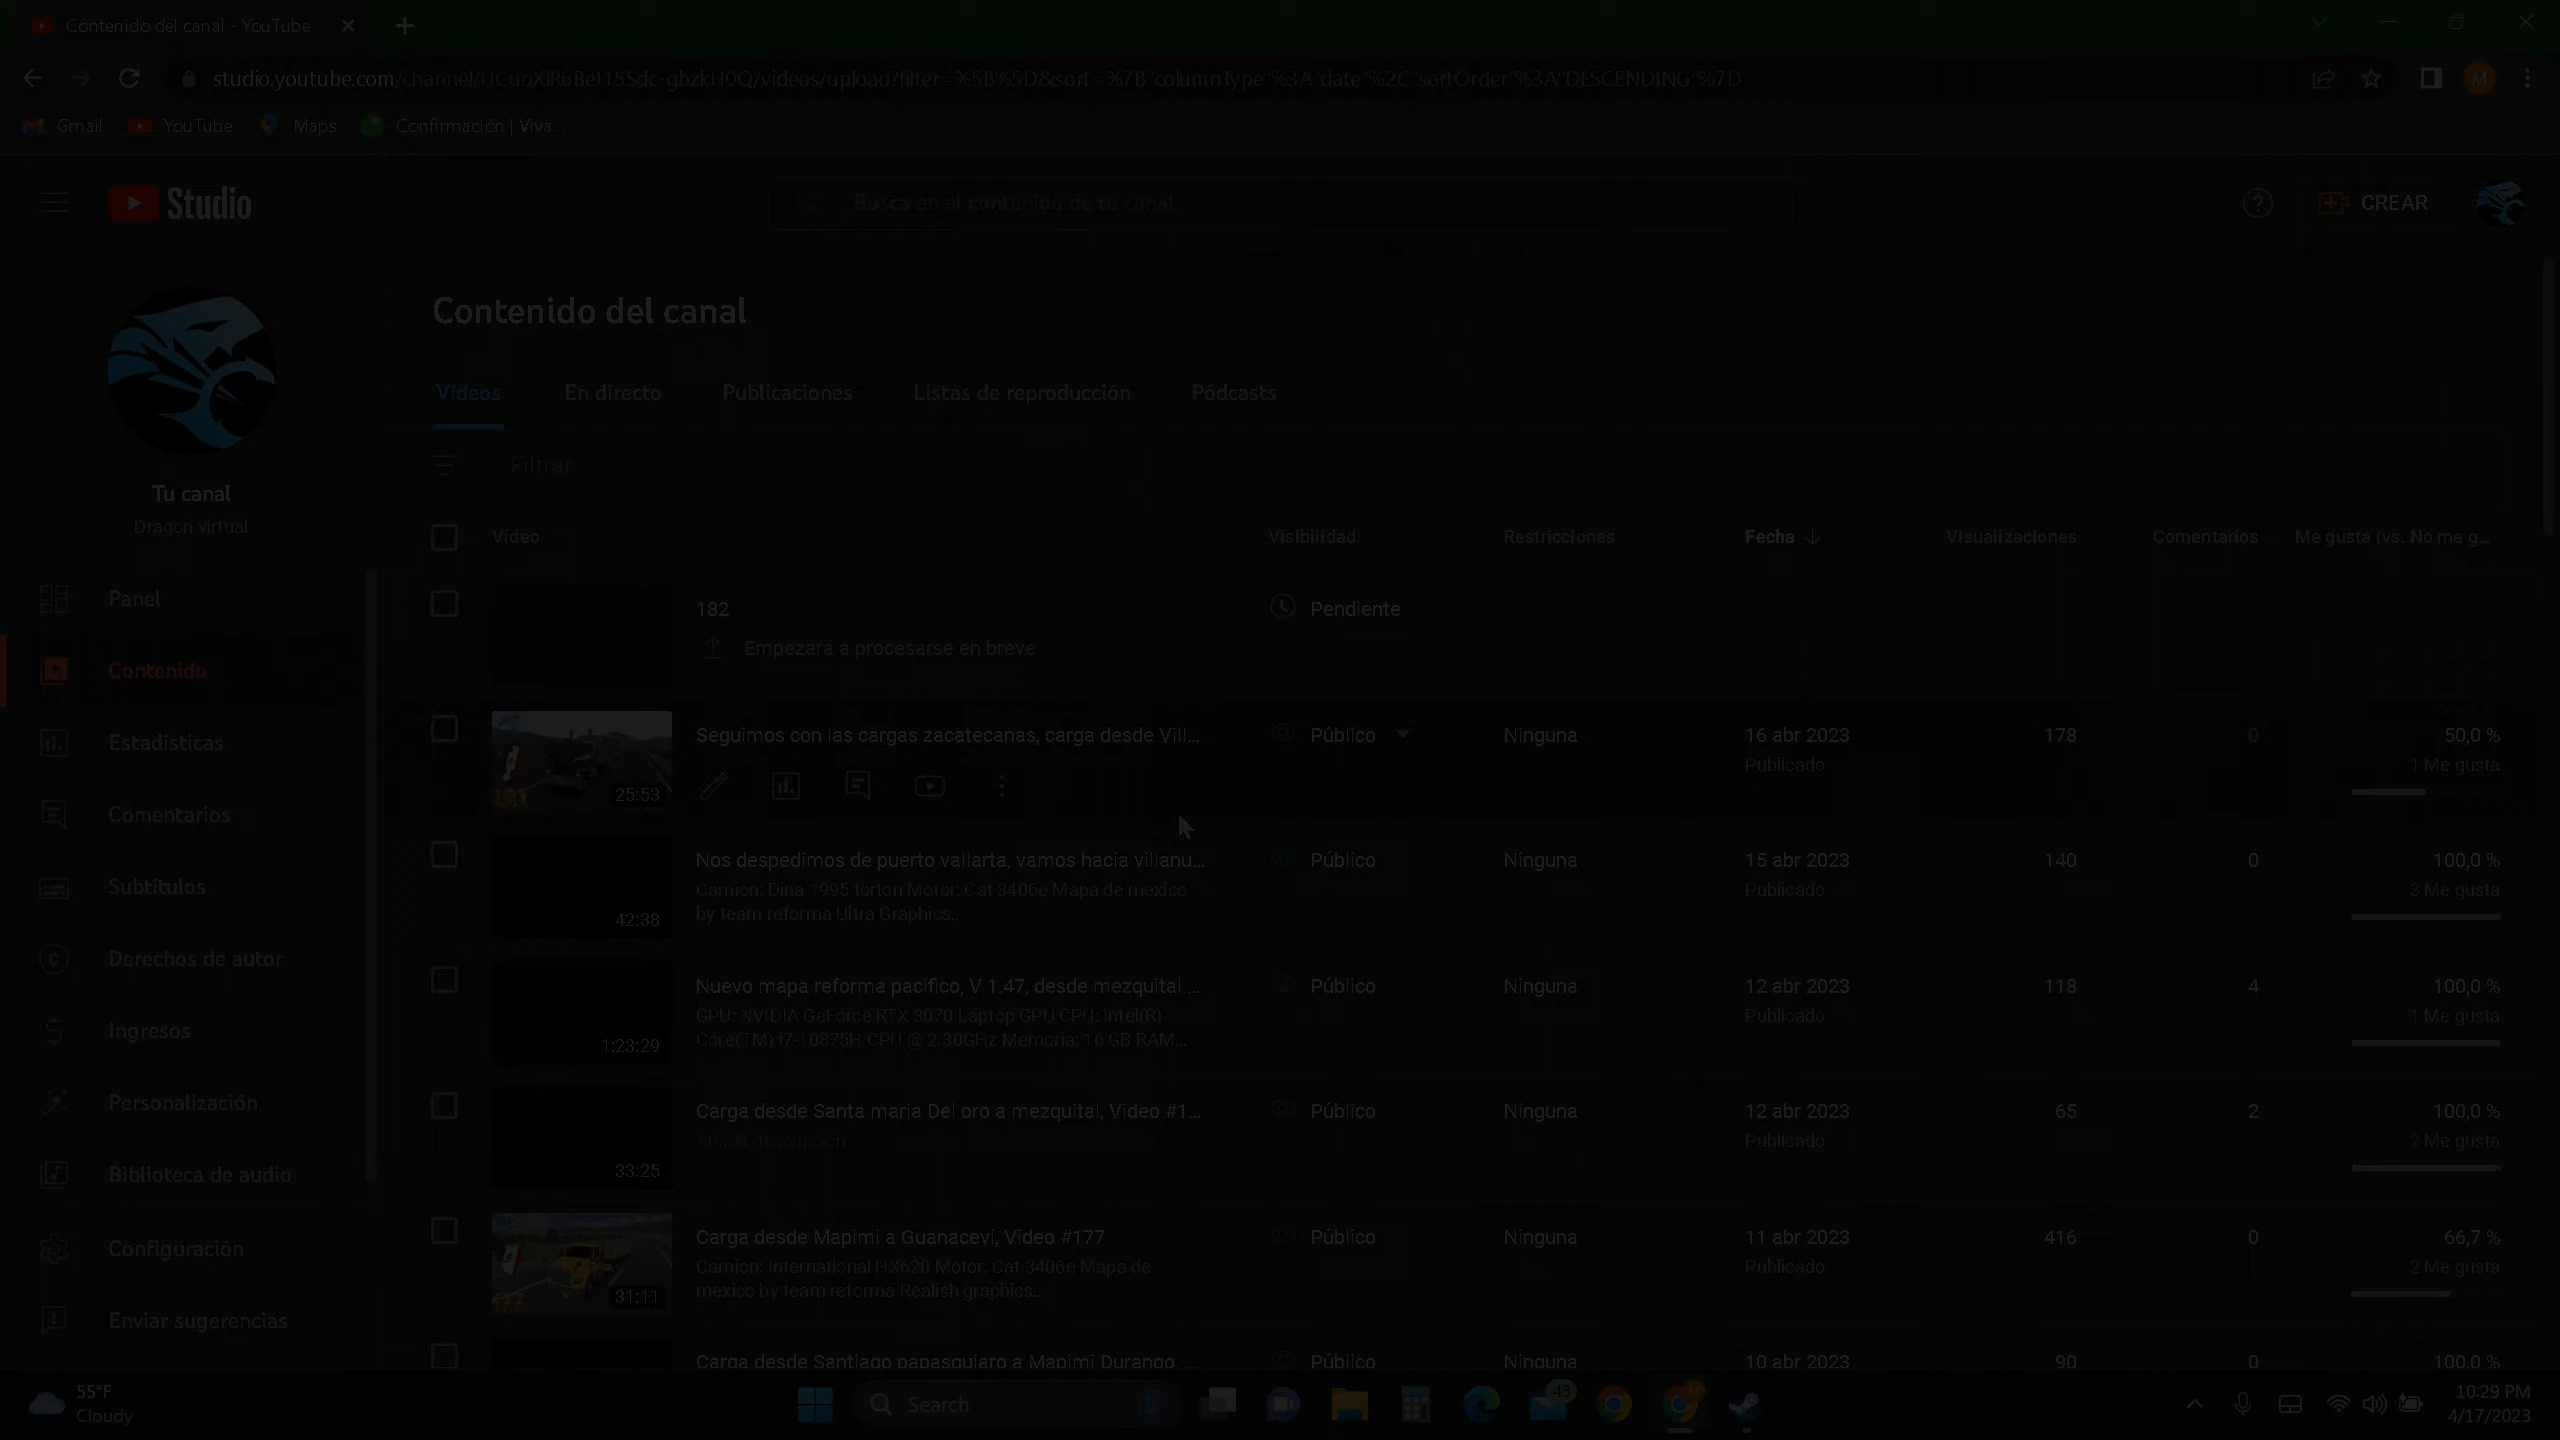 Contenido del canal - YouTube
studio.youtube.com/channel/UCuoXlR6BeI15Sdc-gbzkH0Q/videos/upload?filter=%5B%5D&sort=%7B"columnType"%3A"date"%2C"sortOrder"%3A"DESCENDING"%7D
M
Gmail
YouTube
Maps
Confirmación | Viva...
Studio
Busca en el contenido de tu canal
CREAR
Contenido del canal
Vídeos En directo Publicaciones Listas de reproducción Pódcasts
Filtrar
Tu canal
Dragon virtual
Panel
Contenido
Estadísticas
Comentarios
Subtítulos
Derechos de autor
Ingresos
Personalización
Biblioteca de audio
Configuración
Enviar sugerencias
Vídeo Visibilidad Restricciones Fecha Visualizaciones Comentarios Me gusta (vs. No me g...
182 Pendiente
Empezará a procesarse en breve
Seguimos con las cargas zacatecanas, carga desde Vill... Público Ninguna 16 abr 2023 178 0 50,0 %
Publicado 1 Me gusta
181 25:53
Nos despedimos de puerto vallarta, vamos hacia villanu... Público Ninguna 15 abr 2023 140 0 100,0 %
Camion: Dina 1995 torton Motor: Cat 3406e Mapa de mexico Publicado 3 Me gusta
by team reforma Ultra Graphics..
42:38
Nuevo mapa reforma pacifico, V 1.47, desde mezquital ... Público Ninguna 12 abr 2023 118 4 100,0 %
GPU: NVIDIA GeForce RTX 3070 Laptop GPU CPU: Intel(R) Publicado 1 Me gusta
Core(TM) i7-10875H CPU @ 2.30GHz Memoria: 16 GB RAM...
1:23:29
Carga desde Santa maria Del oro a mezquital, Video #1... Público Ninguna 12 abr 2023 65 2 100,0 %
Añadir descripción Publicado 2 Me gusta
33:25
Carga desde Mapimi a Guanacevi, Video #177 Público Ninguna 11 abr 2023 416 0 66,7 %
Camion: International HX620 Motor: Cat 3406e Mapa de Publicado 2 Me gusta
mexico by team reforma Realish graphics..
177 31:11
Carga desde Santiago papasquiaro a Mapimi Durango, ... Público Ninguna 10 abr 2023 90 0 100,0 %
55°F
Cloudy
Search
43
M
10:29 PM
4/17/2023